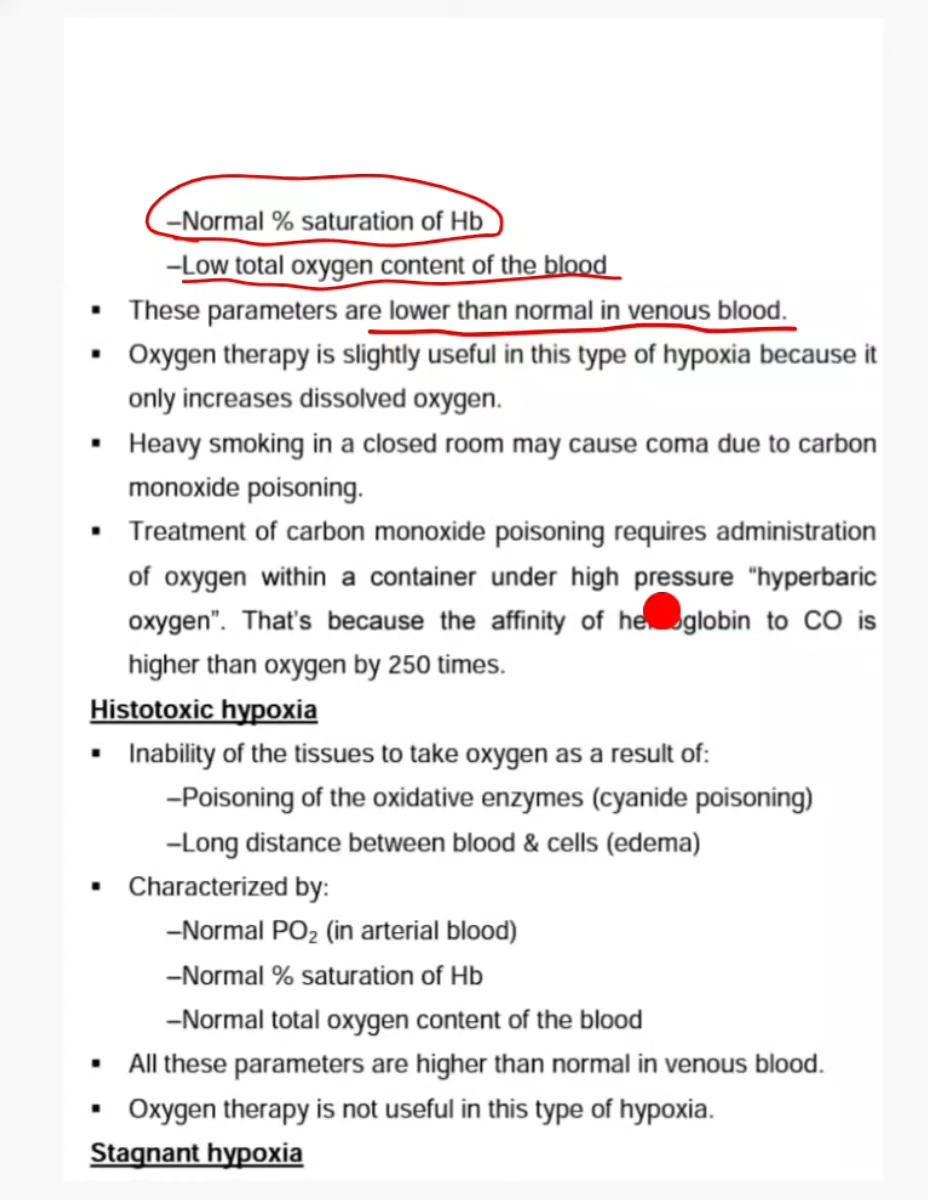 –Normal % saturation of Hb
–Low total oxygen content of the blood
▪ These parameters are lower than normal in venous blood.
▪ Oxygen therapy is slightly useful in this type of hypoxia because it
only increases dissolved oxygen.
▪ Heavy smoking in a closed room may cause coma due to carbon
monoxide poisoning.
▪ Treatment of carbon monoxide poisoning requires administration
of oxygen within a container under high pressure “hyperbaric
oxygen”. That’s because the affinity of to CO is
higher than oxygen by 250 times.
Histotoxic hypoxia
▪ Inability of the tissues to take oxygen as a result of:
–Poisoning of the oxidative enzymes (cyanide poisoning)
–Long distance between blood & cells (edema)
▪ Characterized by:
–Normal PO₂ (in arterial blood)
–Normal % saturation of Hb
–Normal total oxygen content of the blood
▪ All these parameters are higher than normal in venous blood.
▪ Oxygen therapy is not useful in this type of hypoxia.
Stagnant hypoxia